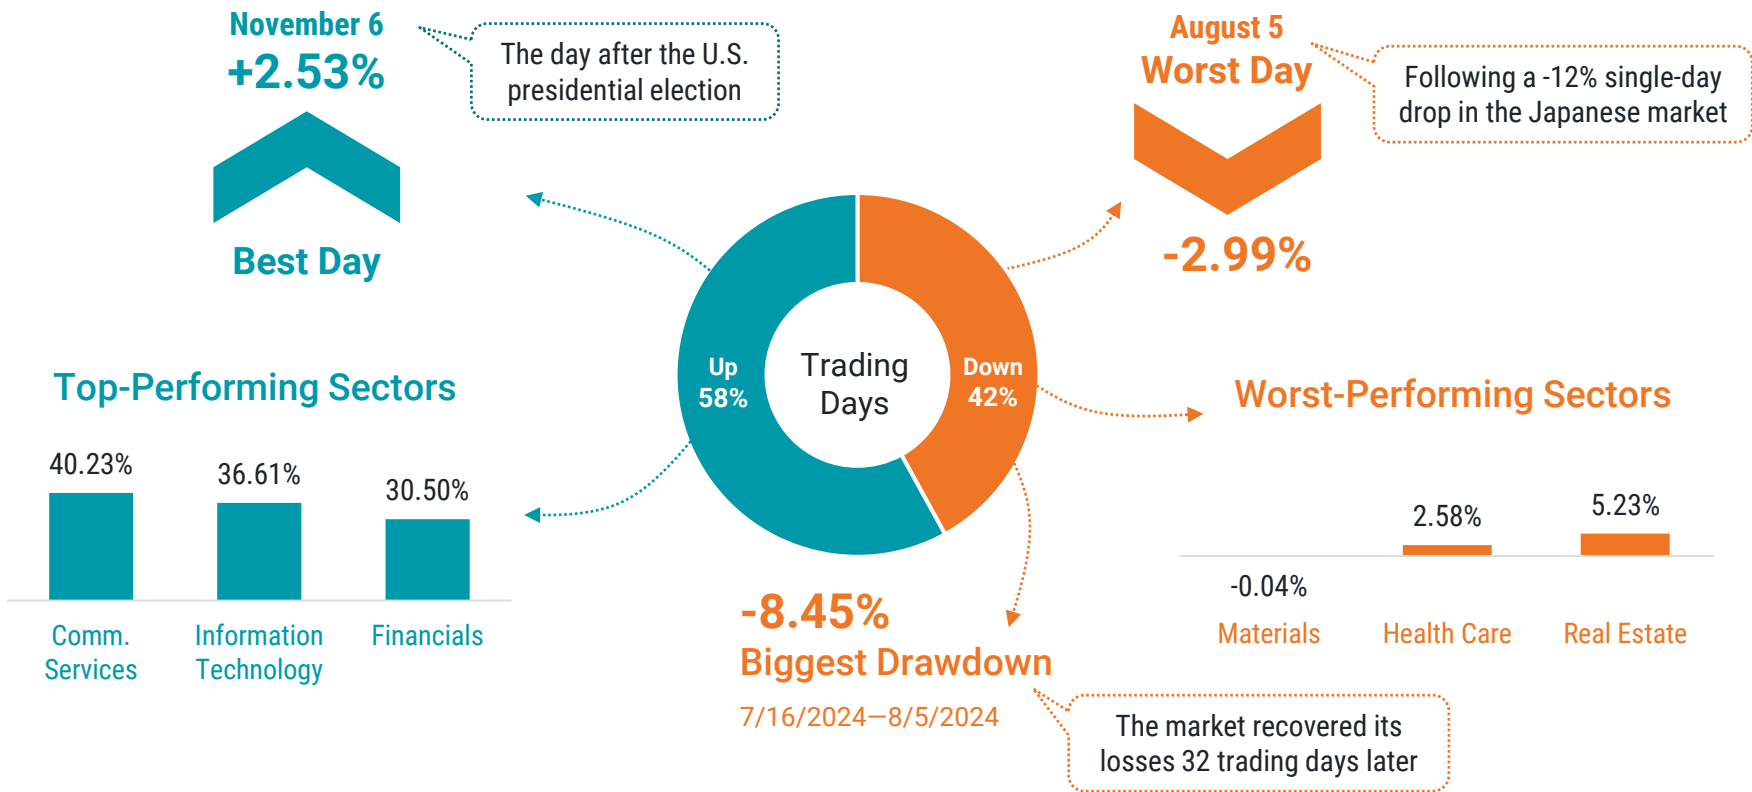 November 6
+2.53%
Best Day
The day after the U.S.
presidential election
August 5
Worst Day
-2.99%
Following a -12% single-day
drop in the Japanese market
Trading
Days
Up
58%
Down
42%
Top-Performing Sectors
40.23%
36.61%
30.50%
Comm.
Services
Information
Technology
Financials
Worst-Performing Sectors
-0.04%
2.58%
5.23%
Materials
Health Care
Real Estate
-8.45%
Biggest Drawdown
7/16/2024—8/5/2024
The market recovered its
losses 32 trading days later